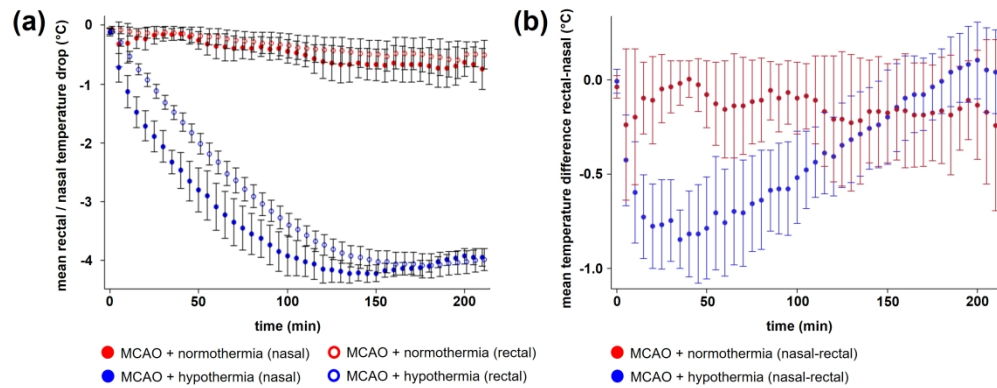 (a)
mean rectal / nasal temperature drop (°C)
0
-1
-2
-3
-4
0 50 100 150 200
time (min)
MCAO + normothermia (nasal) MCAO + normothermia (rectal)
MCAO + hypothermia (nasal) MCAO + hypothermia (rectal)
(b)
mean temperature difference rectal-nasal (°C)
0.0
-0.5
-1.0
0 50 100 150 200
time (min)
MCAO + normothermia (nasal-rectal)
MCAO + hypothermia (nasal-rectal)